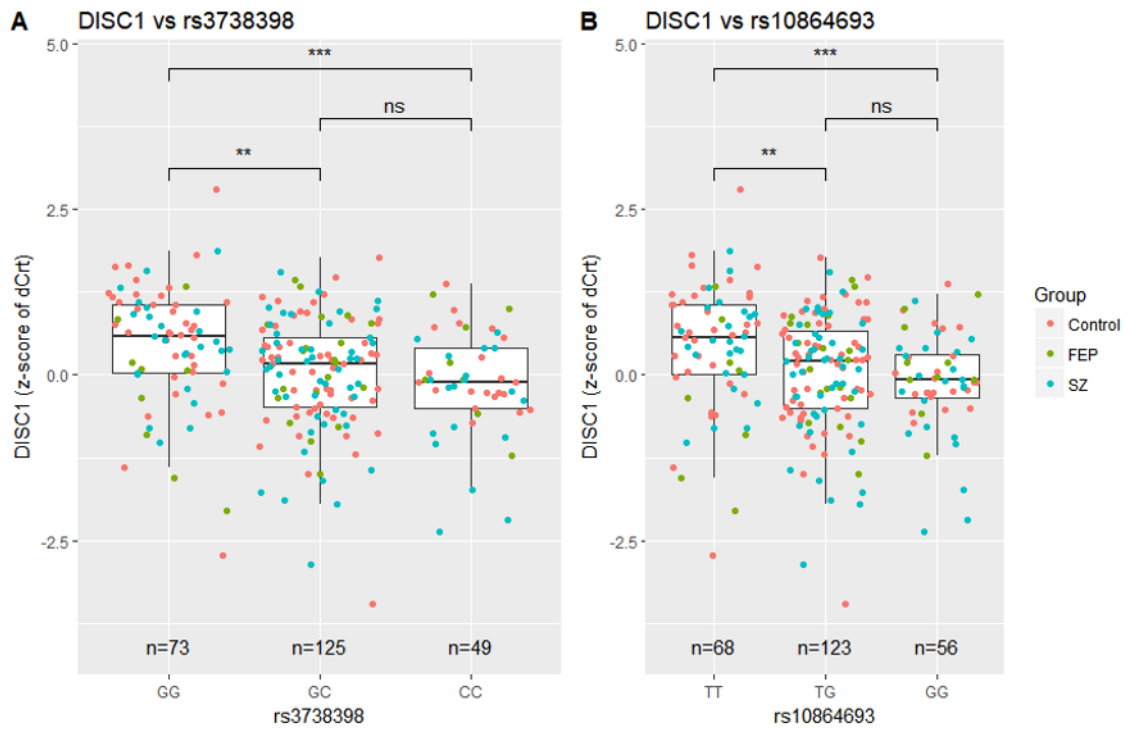 A DISC1 vs rs3738398
5.0
2.5
0.0
-2.5
DISC1 (z-score of dCrt)
***
ns
**
n=73 n=125 n=49
GG GC CC
rs3738398
B DISC1 vs rs10864693
5.0
2.5
0.0
-2.5
DISC1 (z-score of dCrt)
***
ns
**
n=68 n=123 n=56
TT TG GG
rs10864693
Group
Control
FEP
SZ